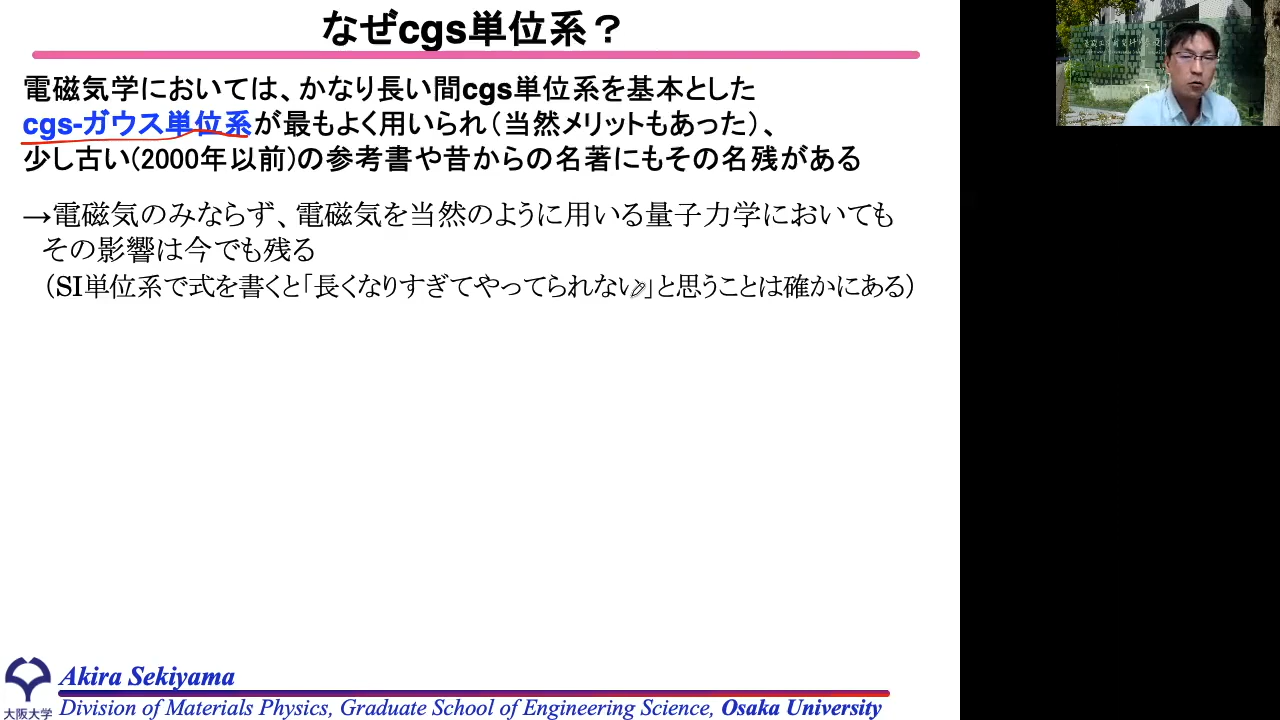 なぜcgs単位系？
電磁気学においては、かなり長い間cgs単位系を基本とした
cgs-ガウス単位系が最もよく用いられ（当然メリットもあった）、
少し古い(2000年以前)の参考書や昔からの名著にもその名残がある
→電磁気のみならず、電磁気を当然のように用いる量子力学においても
その影響は今でも残る
（SI単位系で式を書くと「長くなりすぎてやってられない」と思うことは確かにある）
Akira Sekiyama
大阪大学
Division of Materials Physics, Graduate School of Engineering Science, Osaka University